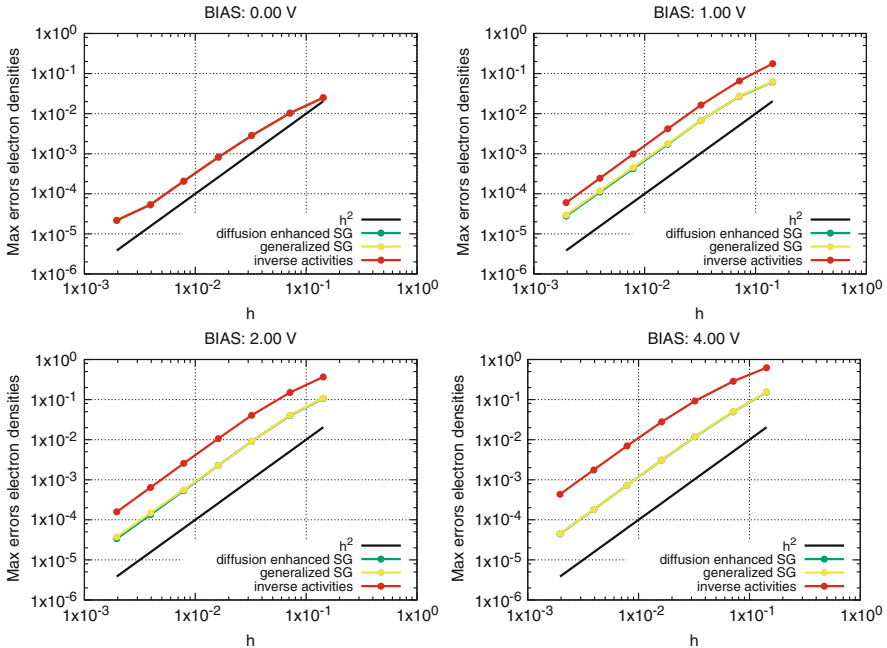 BIAS: 0.00 V
Max errors electron densities
1x10^0
1x10^-1
1x10^-2
1x10^-3
1x10^-4
1x10^-5
1x10^-6
h^2
diffusion enhanced SG
generalized SG
inverse activities
1x10^-3 1x10^-2 1x10^-1 1x10^0
h
BIAS: 1.00 V
Max errors electron densities
1x10^0
1x10^-1
1x10^-2
1x10^-3
1x10^-4
1x10^-5
1x10^-6
h^2
diffusion enhanced SG
generalized SG
inverse activities
1x10^-3 1x10^-2 1x10^-1 1x10^0
h
BIAS: 2.00 V
Max errors electron densities
1x10^0
1x10^-1
1x10^-2
1x10^-3
1x10^-4
1x10^-5
1x10^-6
h^2
diffusion enhanced SG
generalized SG
inverse activities
1x10^-3 1x10^-2 1x10^-1 1x10^0
h
BIAS: 4.00 V
Max errors electron densities
1x10^0
1x10^-1
1x10^-2
1x10^-3
1x10^-4
1x10^-5
1x10^-6
h^2
diffusion enhanced SG
generalized SG
inverse activities
1x10^-3 1x10^-2 1x10^-1 1x10^0
h